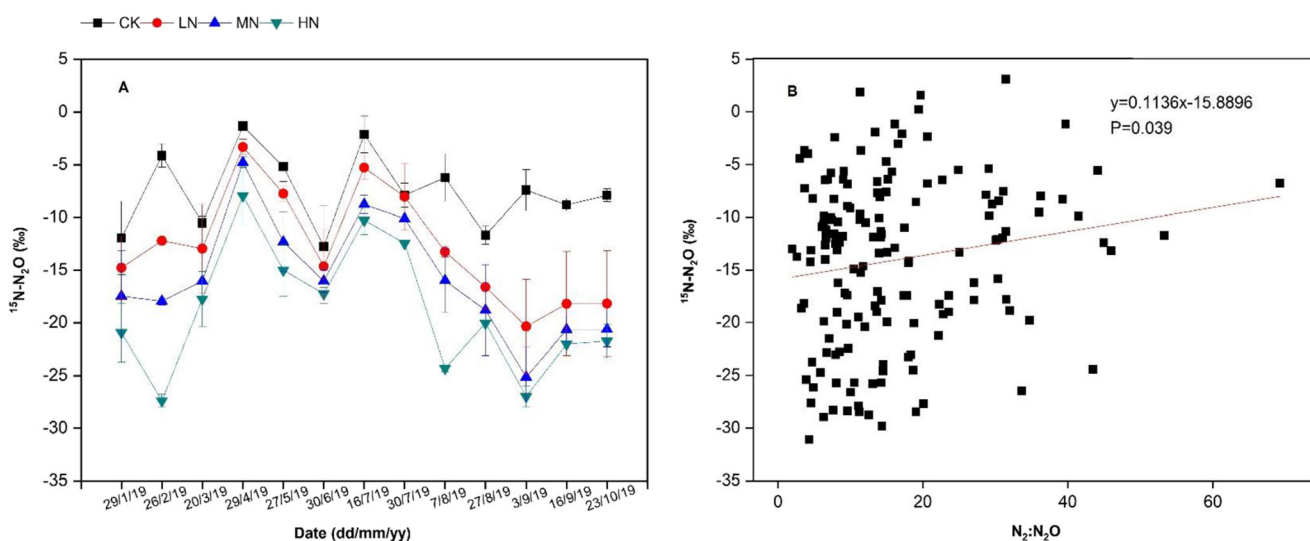 CK LN MN HN
A
5
0
-5
-10
-15
-20
-25
-30
-35
¹⁵N-N₂O (‰)
29/1/19 26/2/19 20/3/19 29/4/19 27/5/19 30/6/19 16/7/19 30/7/19 7/8/19 27/8/19 3/9/19 16/9/19 23/10/19
Date (dd/mm/yy)
B
y=0.1136x-15.8896
P=0.039
5
0
-5
-10
-15
-20
-25
-30
-35
¹⁵N-N₂O (‰)
0 20 40 60
N₂:N₂O